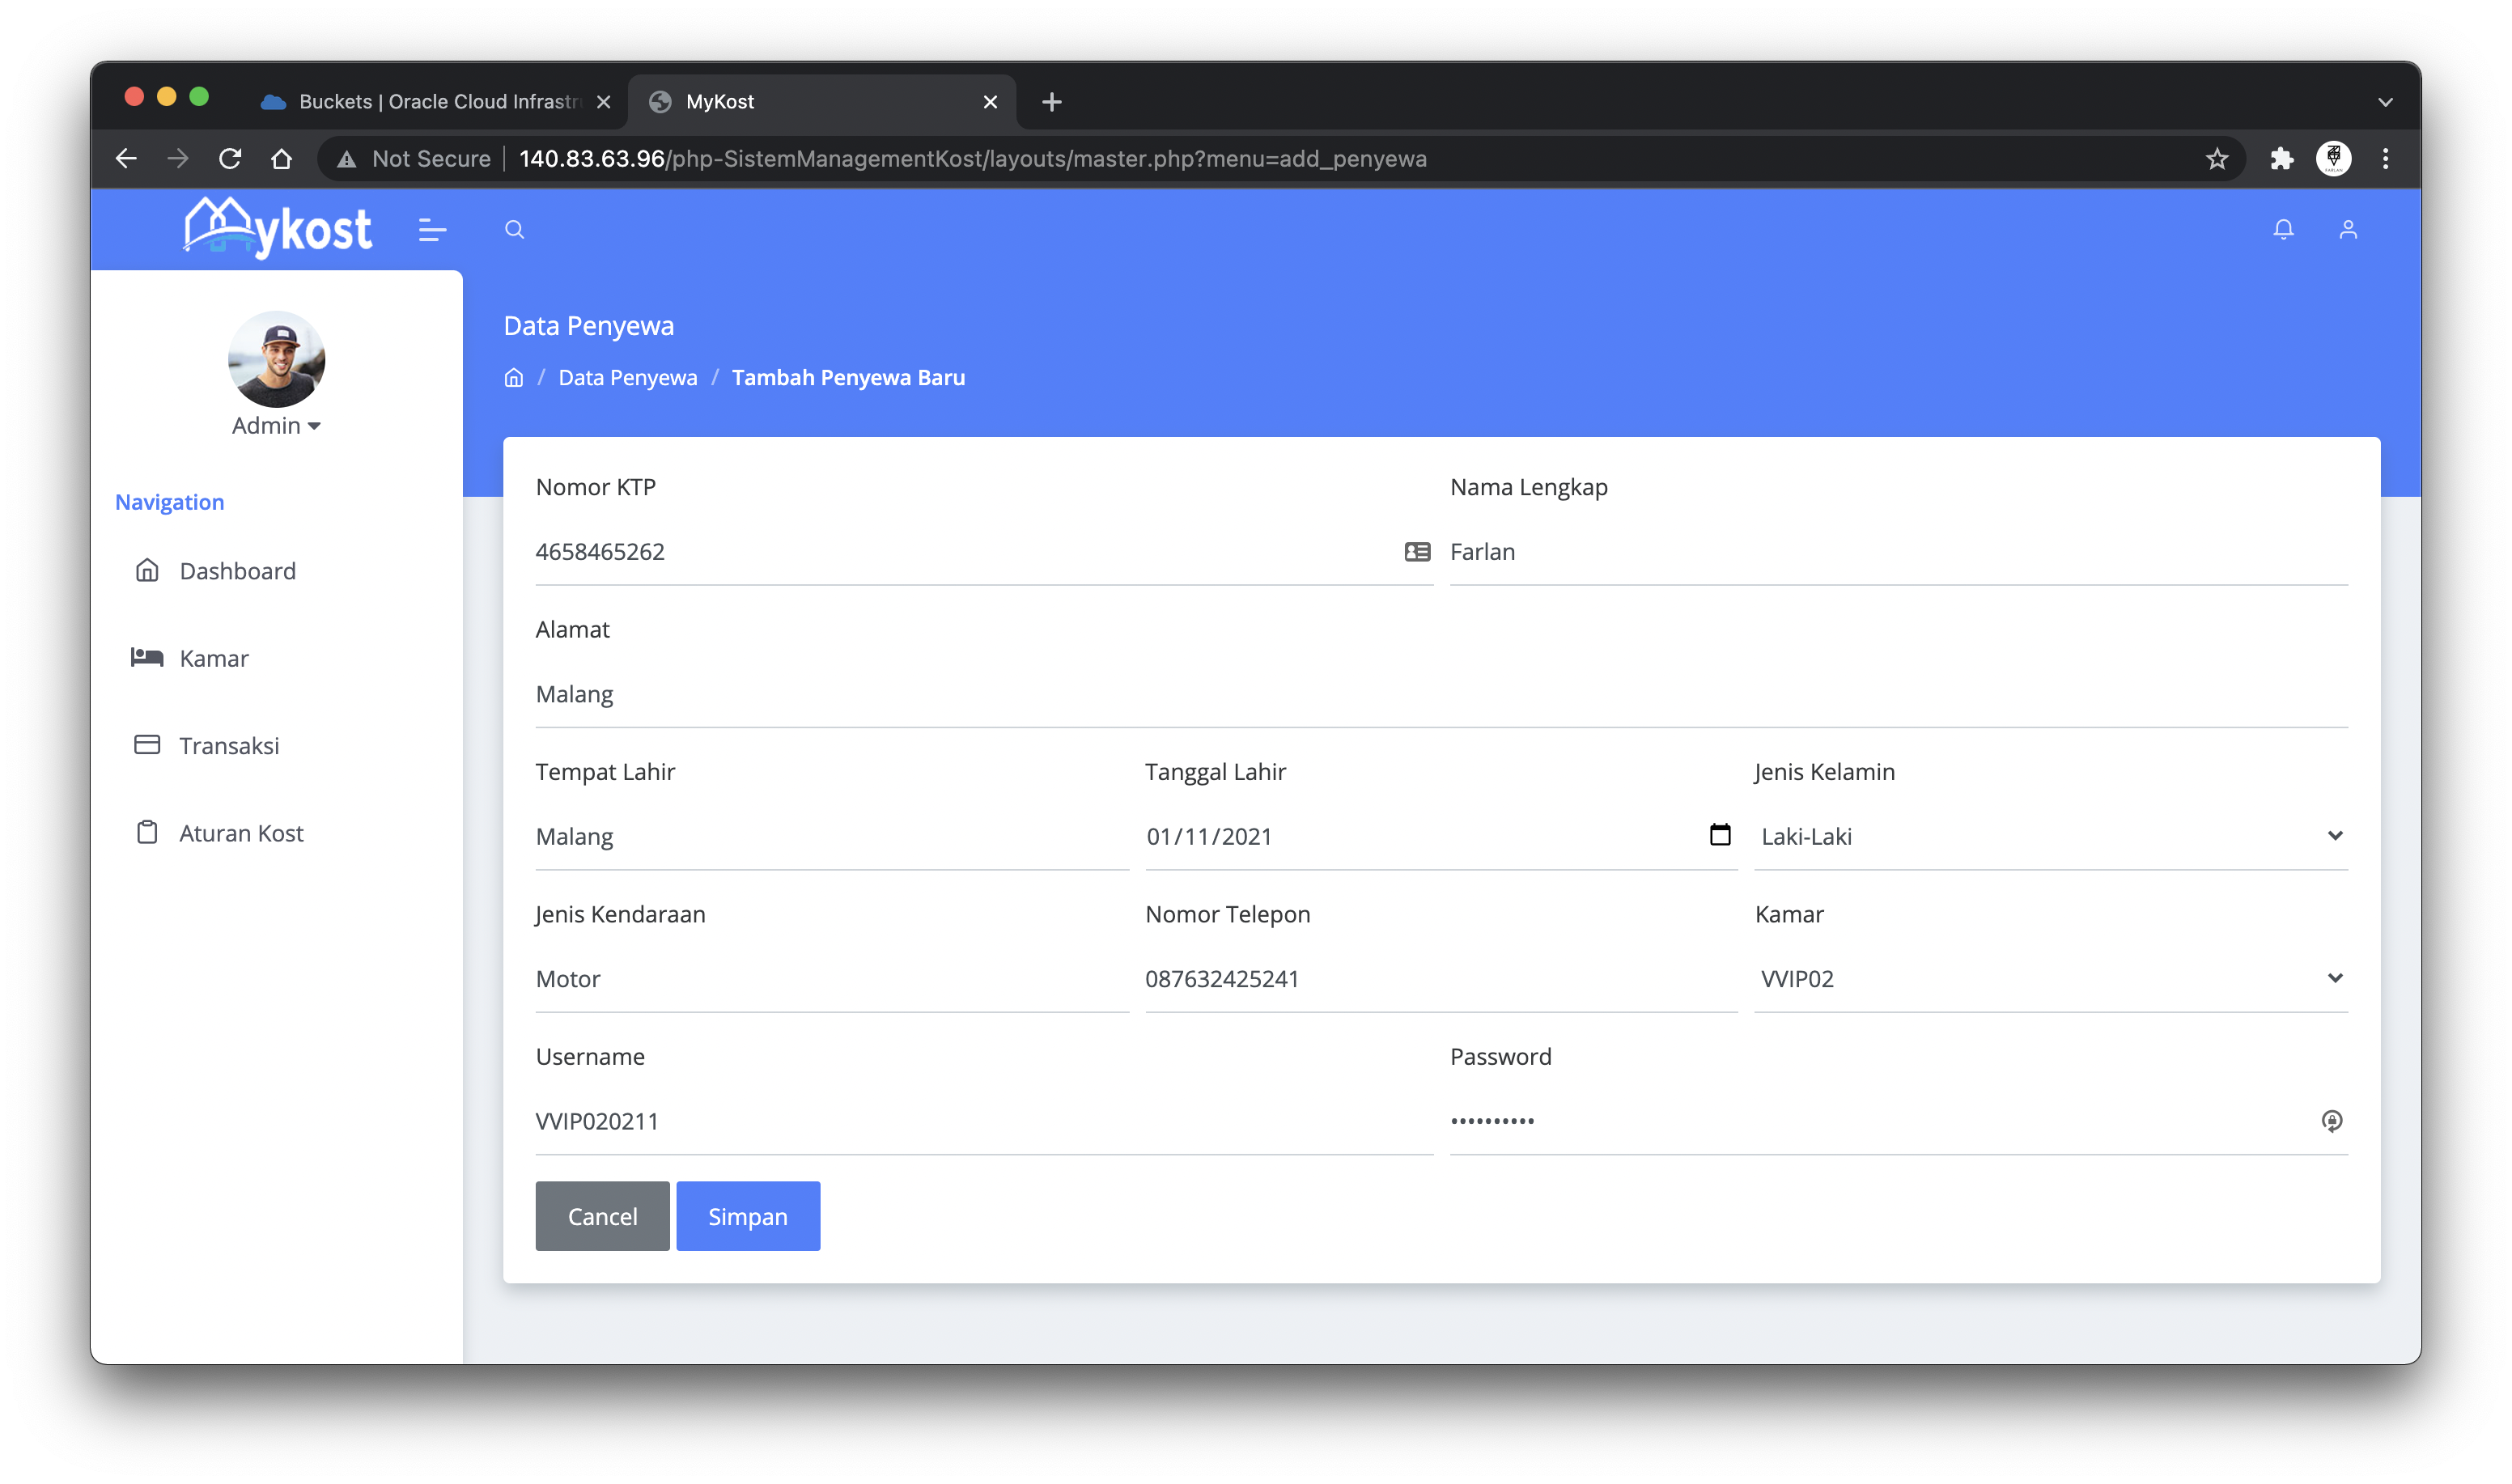 Buckets | Oracle Cloud Infrastr
MyKost
Not Secure
140.83.63.96/php-SistemManagementKost/layouts/master.php?menu=add_penyewa
Mykost
Admin
Navigation
Dashboard
Kamar
Transaksi
Aturan Kost
Data Penyewa
/ Data Penyewa / Tambah Penyewa Baru
Nomor KTP
4658465262
Nama Lengkap
Farlan
Alamat
Malang
Tempat Lahir
Malang
Tanggal Lahir
01/11/2021
Jenis Kelamin
Laki-Laki
Jenis Kendaraan
Motor
Nomor Telepon
087632425241
Kamar
VVIP02
Username
VVIP020211
Password
••••••••••
Cancel
Simpan